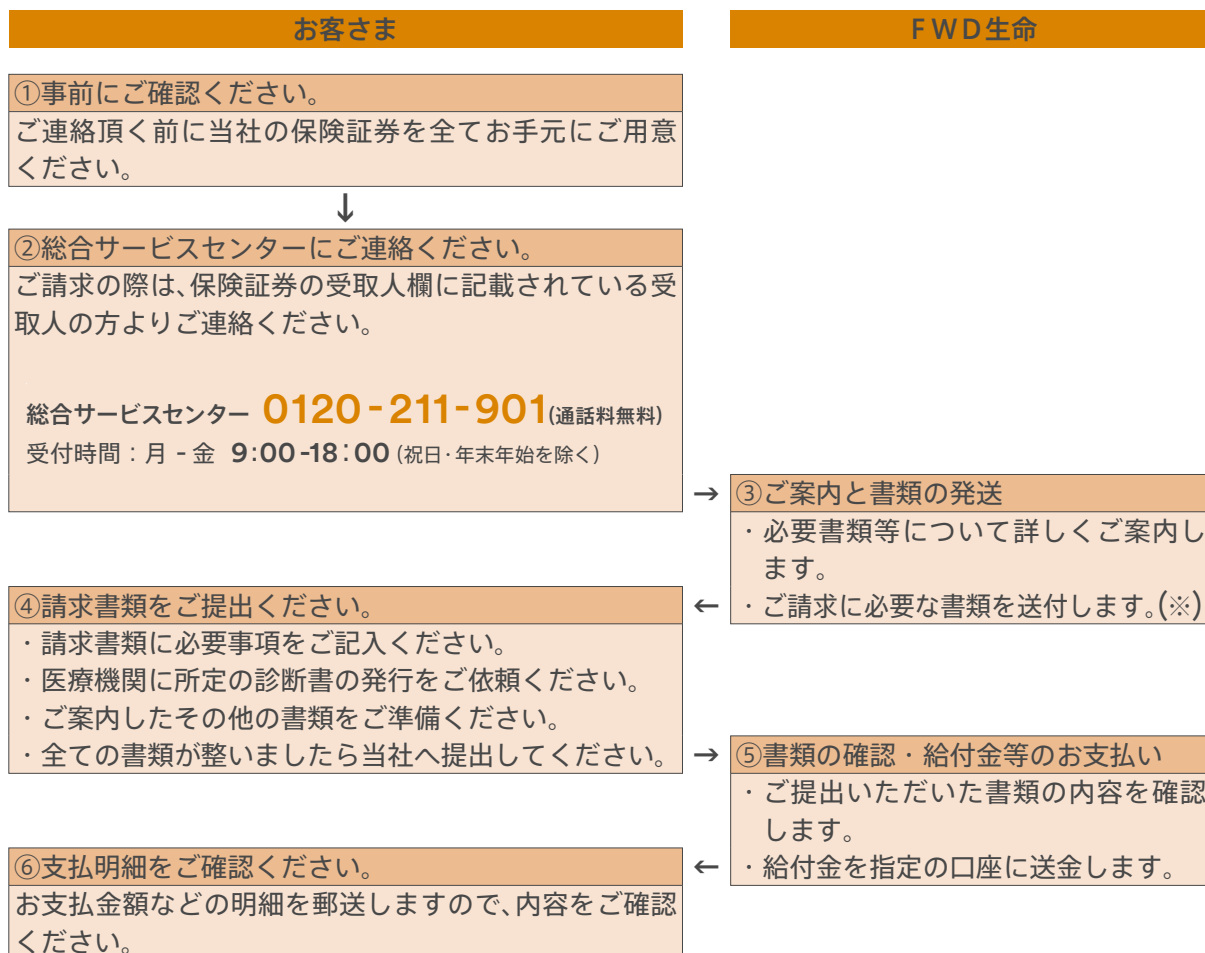 お客さま
FWD生命
①事前にご確認ください。
ご連絡頂く前に当社の保険証券を全てお手元にご用意
ください。
↓
②総合サービスセンターにご連絡ください。
ご請求の際は、保険証券の受取人欄に記載されている受
取人の方よりご連絡ください。
総合サービスセンター 0120-211-901(通話料無料)
受付時間：月-金 9:00-18:00(祝日・年末年始を除く)
→
③ご案内と書類の発送
・必要書類等について詳しくご案内し
ます。
・ご請求に必要な書類を送付します。(※)
←
④請求書類をご提出ください。
・請求書類に必要事項をご記入ください。
・医療機関に所定の診断書の発行をご依頼ください。
・ご案内したその他の書類をご準備ください。
・全ての書類が整いましたら当社へ提出してください。
→
⑤書類の確認・給付金等のお支払い
・ご提出いただいた書類の内容を確認
します。
・給付金を指定の口座に送金します。
←
⑥支払明細をご確認ください。
お支払金額などの明細を郵送しますので、内容をご確認
ください。